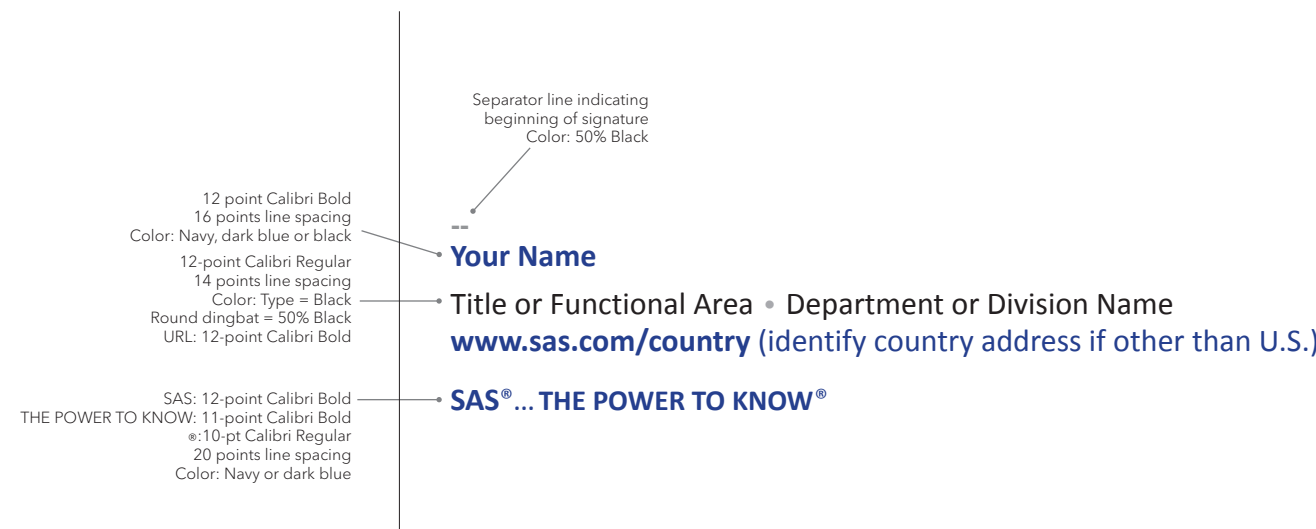 Separator line indicating
beginning of signature
Color: 50% Black
12 point Calibri Bold
16 points line spacing
Color: Navy, dark blue or black
12-point Calibri Regular
14 points line spacing
Color: Type = Black
Round dingbat = 50% Black
URL: 12-point Calibri Bold
SAS: 12-point Calibri Bold
THE POWER TO KNOW: 11-point Calibri Bold
®:10-pt Calibri Regular
20 points line spacing
Color: Navy or dark blue
--
Your Name
Title or Functional Area • Department or Division Name
www.sas.com/country (identify country address if other than U.S.)
SAS®... THE POWER TO KNOW®